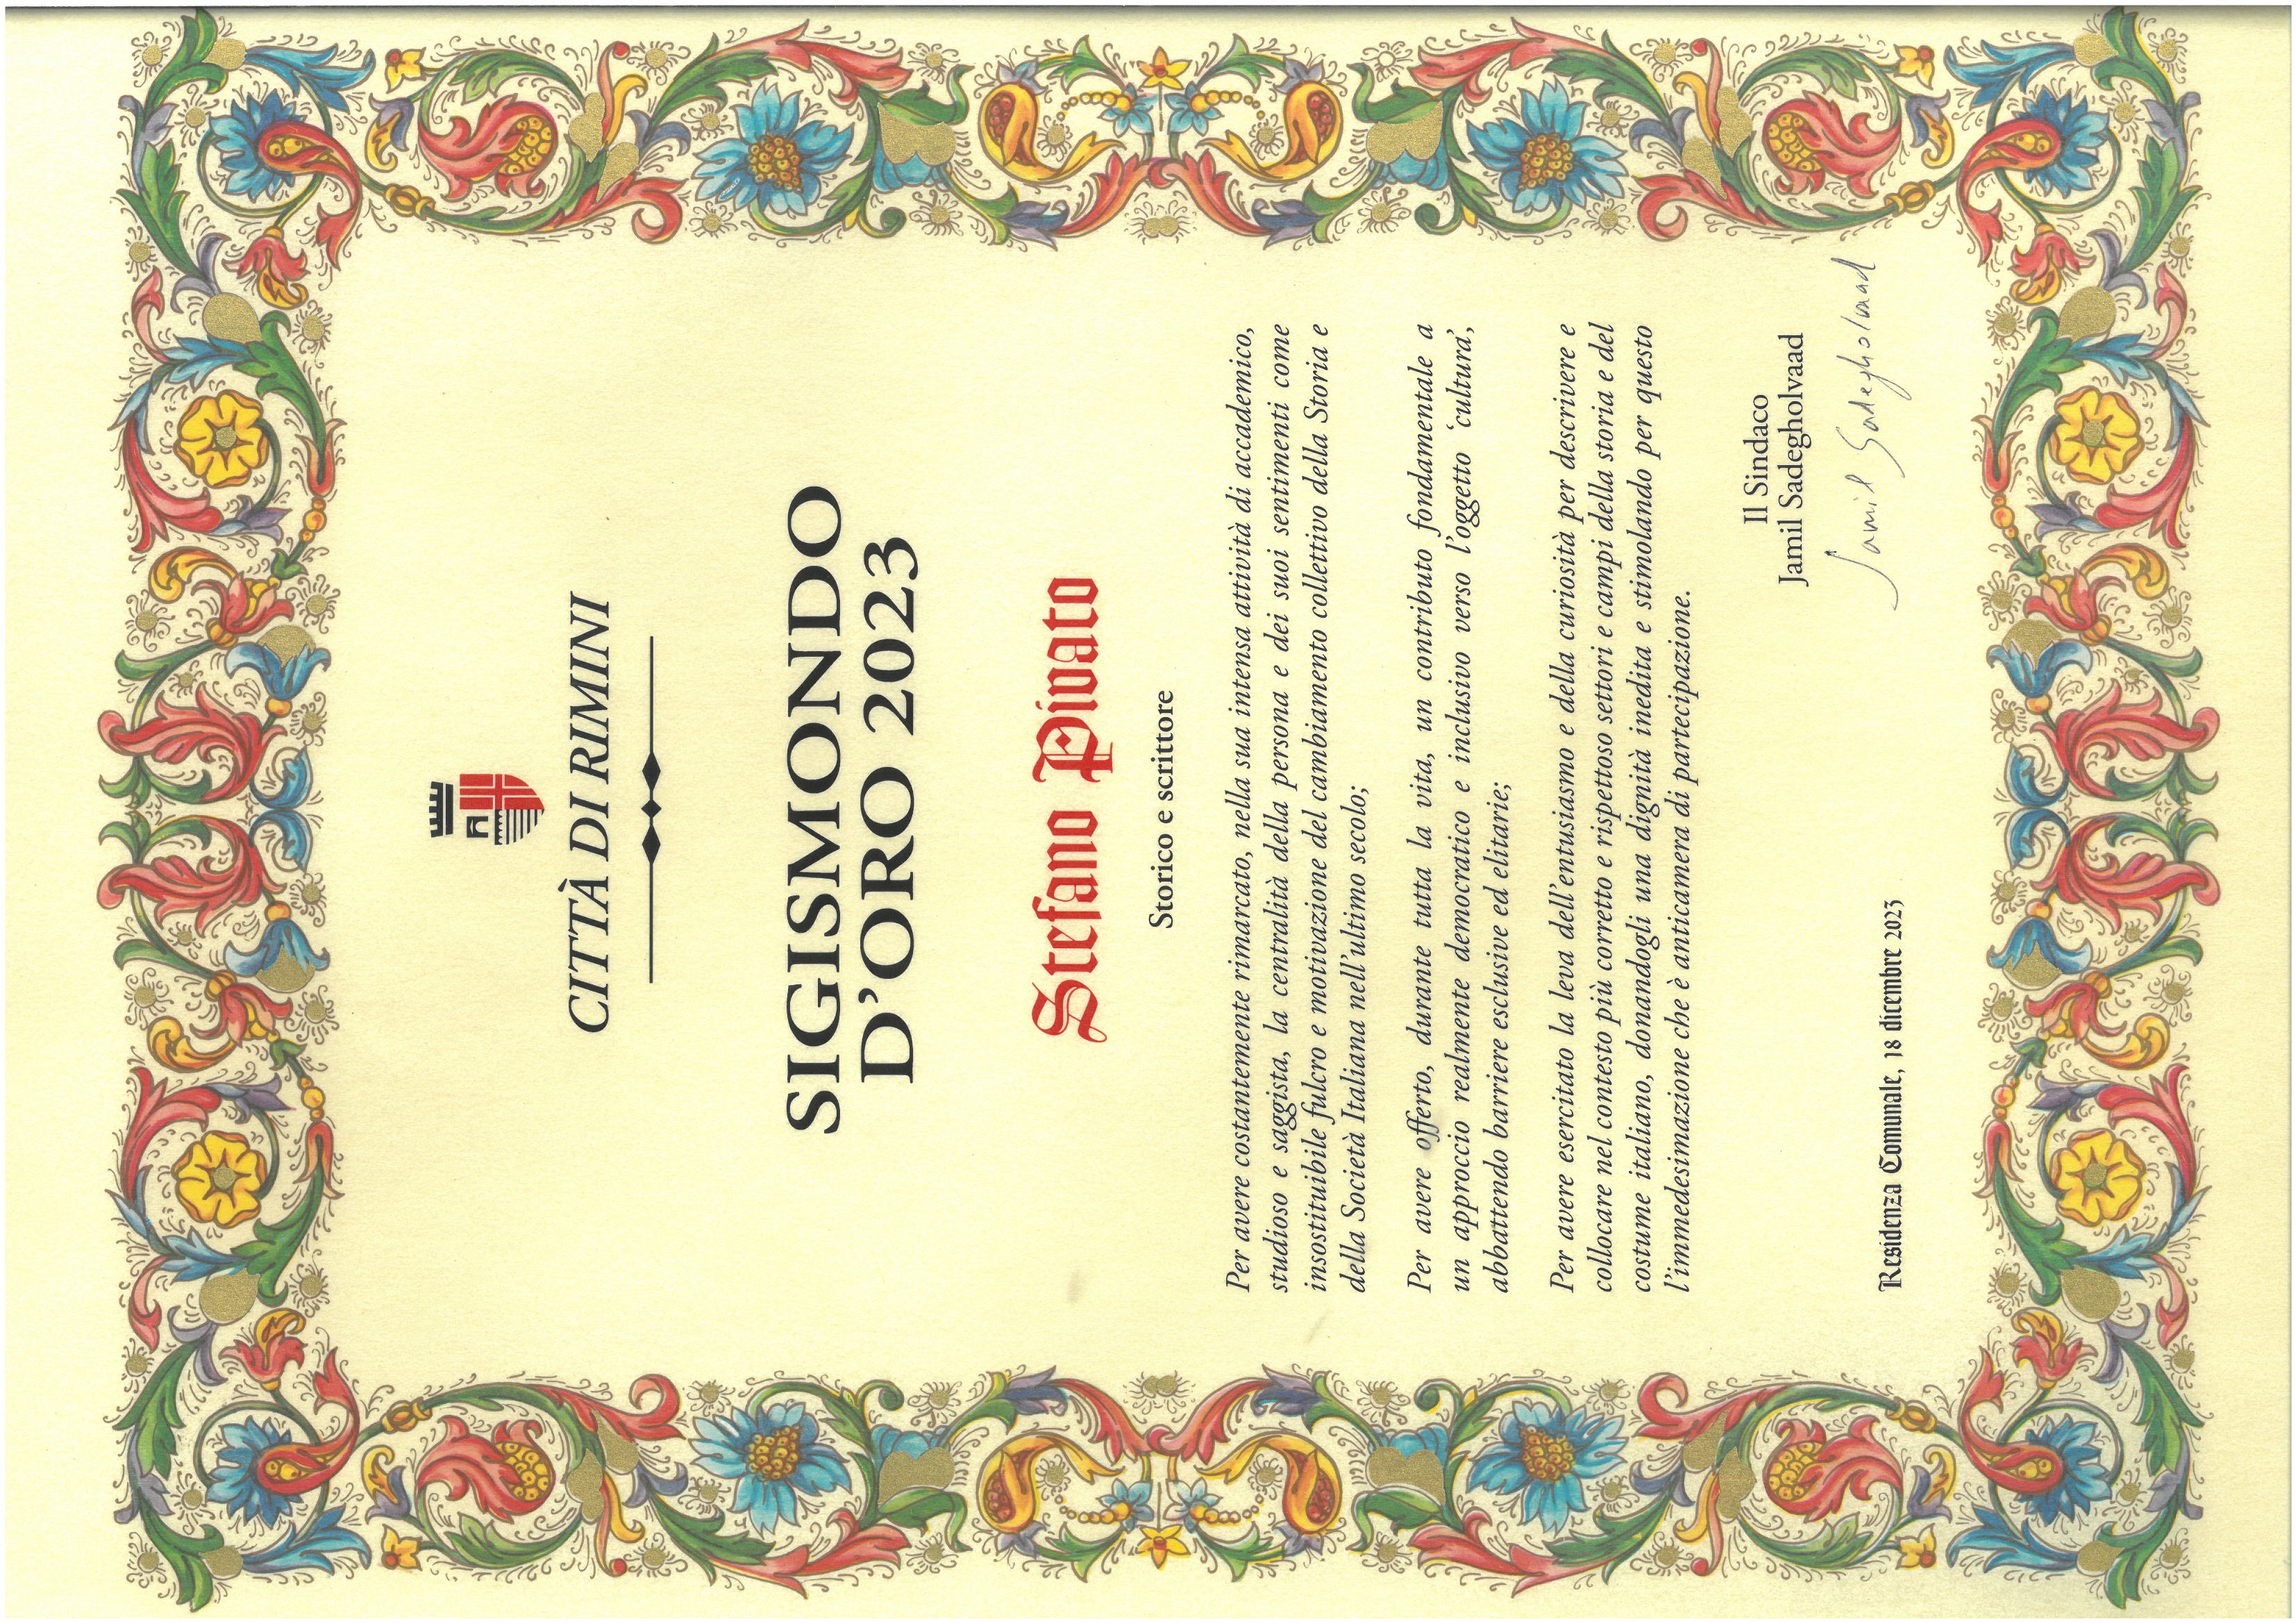 CITTÀ DI RIMINI
SIGISMONDO
D'ORO 2023
Stefano Pivato
Storico e scrittore
Per avere costantemente rimarcato, nella sua intensa attività di accademico,
studioso e saggista, la centralità della persona e dei suoi sentimenti come
insostituibile fulcro e motivazione del cambiamento collettivo della Storia e
della Società Italiana nell'ultimo secolo;
Per avere offerto, durante tutta la vita, un contributo fondamentale a
un approccio realmente democratico e inclusivo verso l'oggetto 'cultura',
abbattendo barriere esclusive ed elitarie;
Per avere esercitato la leva dell'entusiasmo e della curiosità per descrivere e
collocare nel contesto più corretto e rispettoso settori e campi della storia e del
costume italiano, donandogli una dignità inedita e stimolando per questo
l'immedesimazione che è anticamera di partecipazione.
Il Sindaco
Jamil Sadegholvaad
Jamil Sadegholvaad
Residenza Comunale, 18 dicembre 2023